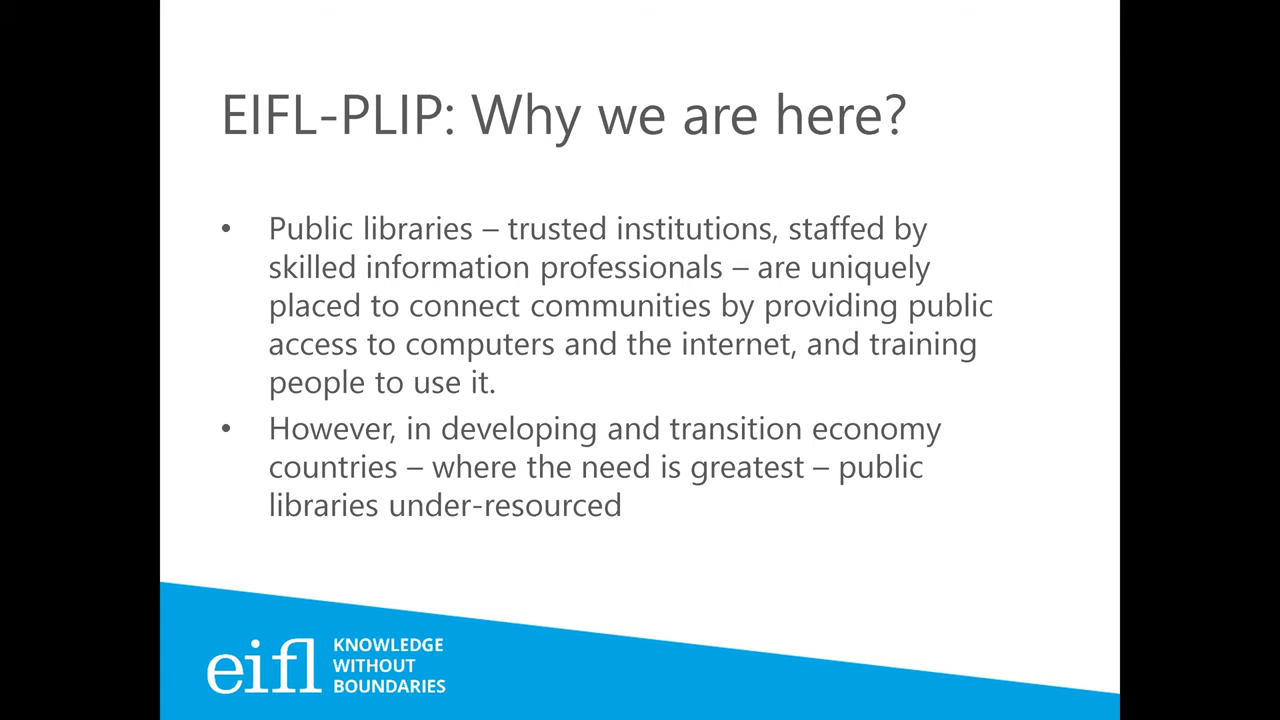 EIFL-PLIP: Why we are here?
• Public libraries – trusted institutions, staffed by
skilled information professionals – are uniquely
placed to connect communities by providing public
access to computers and the internet, and training
people to use it.
• However, in developing and transition economy
countries – where the need is greatest – public
libraries under-resourced
eifl
KNOWLEDGE
WITHOUT
BOUNDARIES